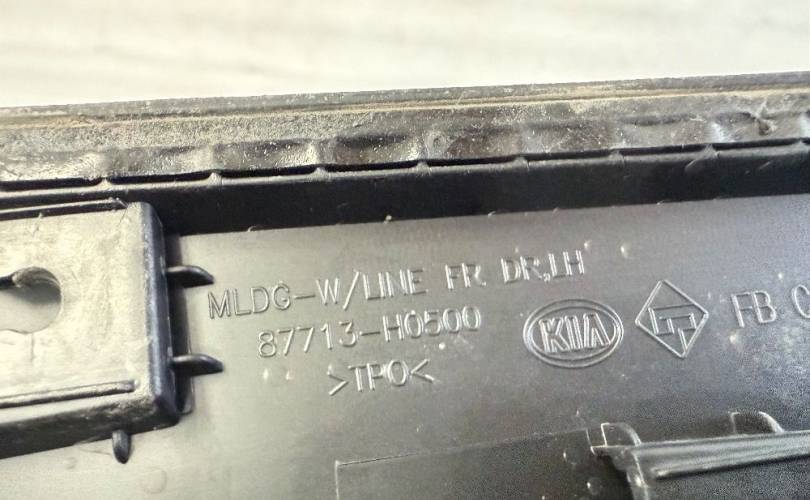 MLDG-W/LINE FR DR,LH
87713-H0500
>TPO<
KIA
FB